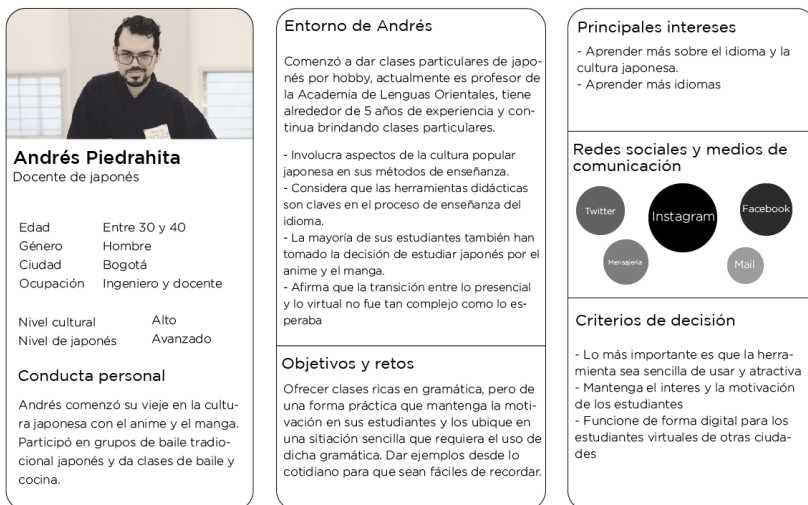 Andrés Piedrahita
Docente de japonés
Edad Entre 30 y 40
Género Hombre
Ciudad Bogotá
Ocupación Ingeniero y docente
Nivel cultural Alto
Nivel de japonés Avanzado
Conducta personal
Andrés comenzó su vieje en la cultu-
ra japonesa con el anime y el manga.
Participó en grupos de baile tradio-
cional japonés y da clases de baile y
cocina.
Entorno de Andrés
Comenzó a dar clases particulares de japo-
nés por hobby, actualmente es profesor de
la Academia de Lenguas Orientales, tiene
alrededor de 5 años de experiencia y con-
tinua brindando clases particulares.
- Involucra aspectos de la cultura popular
japonesa en sus métodos de enseñanza.
- Considera que las herramientas didácticas
son claves en el proceso de enseñanza del
idioma.
- La mayoría de sus estudiantes también han
tomado la decisión de estudiar japonés por el
anime y el manga.
- Afirma que la transición entre lo presencial
y lo virtual no fue tan complejo como lo es-
peraba
Objetivos y retos
Ofrecer clases ricas en gramática, pero de
una forma práctica que mantenga la moti-
vación en sus estudiantes y los ubique en
una sitiación sencilla que requiera el uso de
dicha gramática. Dar ejemplos desde lo
cotidiano para que sean fáciles de recordar.
Principales intereses
- Aprender más sobre el idioma y la
cultura japonesa.
- Aprender más idiomas
Redes sociales y medios de
comunicación
Twitter
Instagram
Facebook
Mensajería
Mail
Criterios de decisión
- Lo más importante es que la herra-
mienta sea sencilla de usar y atractiva
- Mantenga el interes y la motivación
de los estudiantes
- Funcione de forma digital para los
estudiantes virtuales de otras ciuda-
des